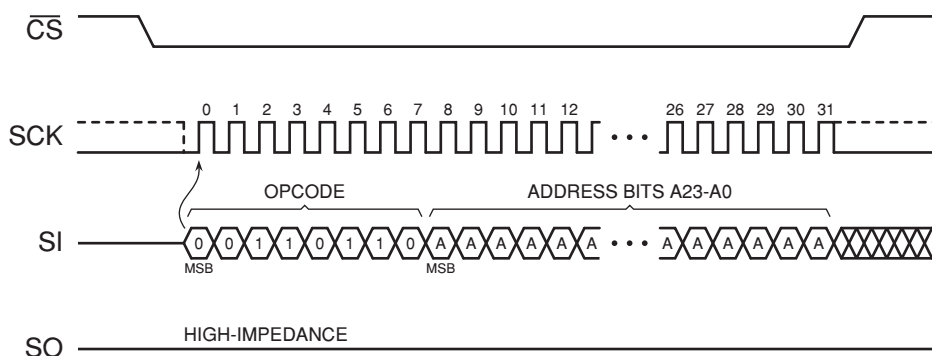 CS
0 1 2 3 4 5 6 7 8 9 10 11 12 26 27 28 29 30 31
SCK
OPCODE ADDRESS BITS A23-A0
SI 0 0 1 1 0 1 1 0 A A A A A A A A A A A A
MSB MSB
HIGH-IMPEDANCE
SO